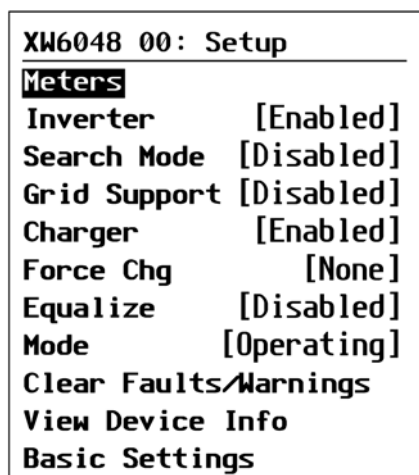 XW6048 00: Setup
Meters
Inverter [Enabled]
Search Mode [Disabled]
Grid Support [Disabled]
Charger [Enabled]
Force Chg [None]
Equalize [Disabled]
Mode [Operating]
Clear Faults/Warnings
View Device Info
Basic Settings